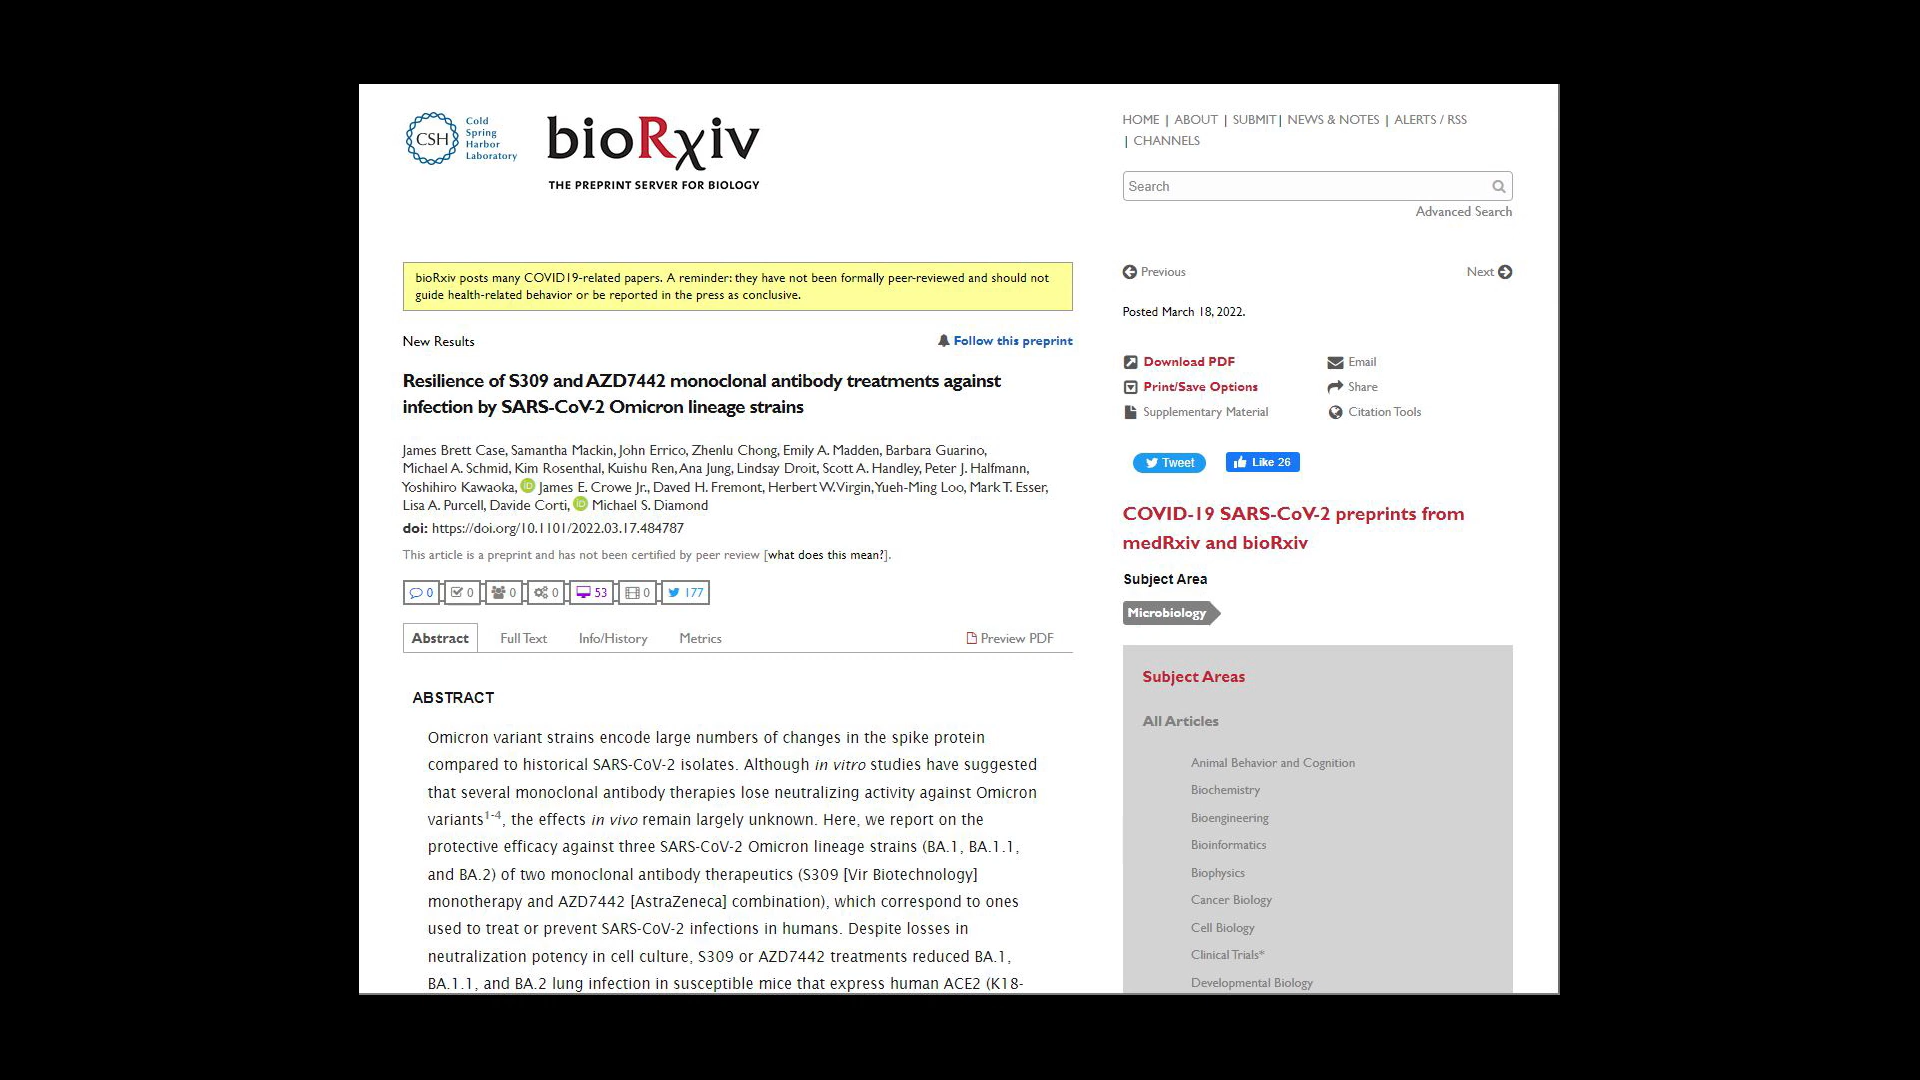 Cold
Spring
Harbor
Laboratory
CSH
bioRxiv
THE PREPRINT SERVER FOR BIOLOGY
HOME | ABOUT | SUBMIT| NEWS & NOTES | ALERTS / RSS
| CHANNELS
Search
Advanced Search
bioRxiv posts many COVID19-related papers. A reminder: they have not been formally peer-reviewed and should not
guide health-related behavior or be reported in the press as conclusive.
New Results
Follow this preprint
Resilience of S309 and AZD7442 monoclonal antibody treatments against
infection by SARS-CoV-2 Omicron lineage strains
James Brett Case, Samantha Mackin, John Errico, Zhenlu Chong, Emily A. Madden, Barbara Guarino,
Michael A. Schmid, Kim Rosenthal, Kuishu Ren, Ana Jung, Lindsay Droit, Scott A. Handley, Peter J. Halfmann,
Yoshihiro Kawaoka, iD James E. Crowe Jr., Daved H. Fremont, Herbert W. Virgin, Yueh-Ming Loo, Mark T. Esser,
Lisa A. Purcell, Davide Corti, iD Michael S. Diamond
doi: https://doi.org/10.1101/2022.03.17.484787
This article is a preprint and has not been certified by peer review [what does this mean?].
0 0 0 0 53 0 177
Abstract Full Text Info/History Metrics Preview PDF
ABSTRACT
Omicron variant strains encode large numbers of changes in the spike protein
compared to historical SARS-CoV-2 isolates. Although in vitro studies have suggested
that several monoclonal antibody therapies lose neutralizing activity against Omicron
variants1-4, the effects in vivo remain largely unknown. Here, we report on the
protective efficacy against three SARS-CoV-2 Omicron lineage strains (BA.1, BA.1.1,
and BA.2) of two monoclonal antibody therapeutics (S309 [Vir Biotechnology]
monotherapy and AZD7442 [AstraZeneca] combination), which correspond to ones
used to treat or prevent SARS-CoV-2 infections in humans. Despite losses in
neutralization potency in cell culture, S309 or AZD7442 treatments reduced BA.1,
BA.1.1, and BA.2 lung infection in susceptible mice that express human ACE2 (K18-
Previous
Next
Posted March 18, 2022.
Download PDF
Print/Save Options
Supplementary Material
Email
Share
Citation Tools
Tweet
Like 26
COVID-19 SARS-CoV-2 preprints from
medRxiv and bioRxiv
Subject Area
Microbiology
Subject Areas
All Articles
Animal Behavior and Cognition
Biochemistry
Bioengineering
Bioinformatics
Biophysics
Cancer Biology
Cell Biology
Clinical Trials*
Developmental Biology